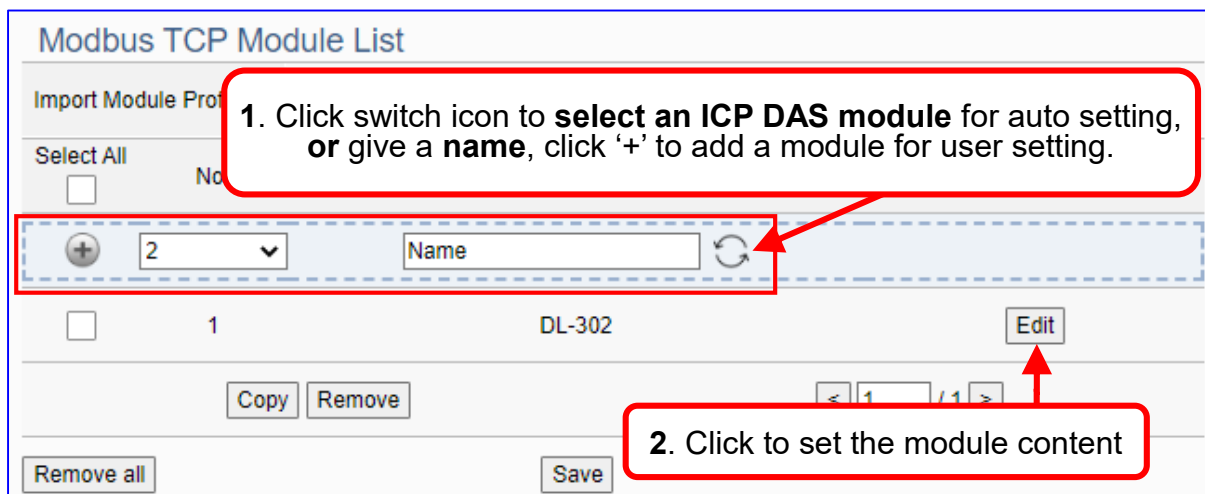 Modbus TCP Module List
Import Module Prof
1. Click switch icon to select an ICP DAS module for auto setting,
or give a name, click ‘+’ to add a module for user setting.
Select All
No
2
Name
1 DL-302 Edit
Copy Remove < 1 / 1 >
2. Click to set the module content
Remove all Save